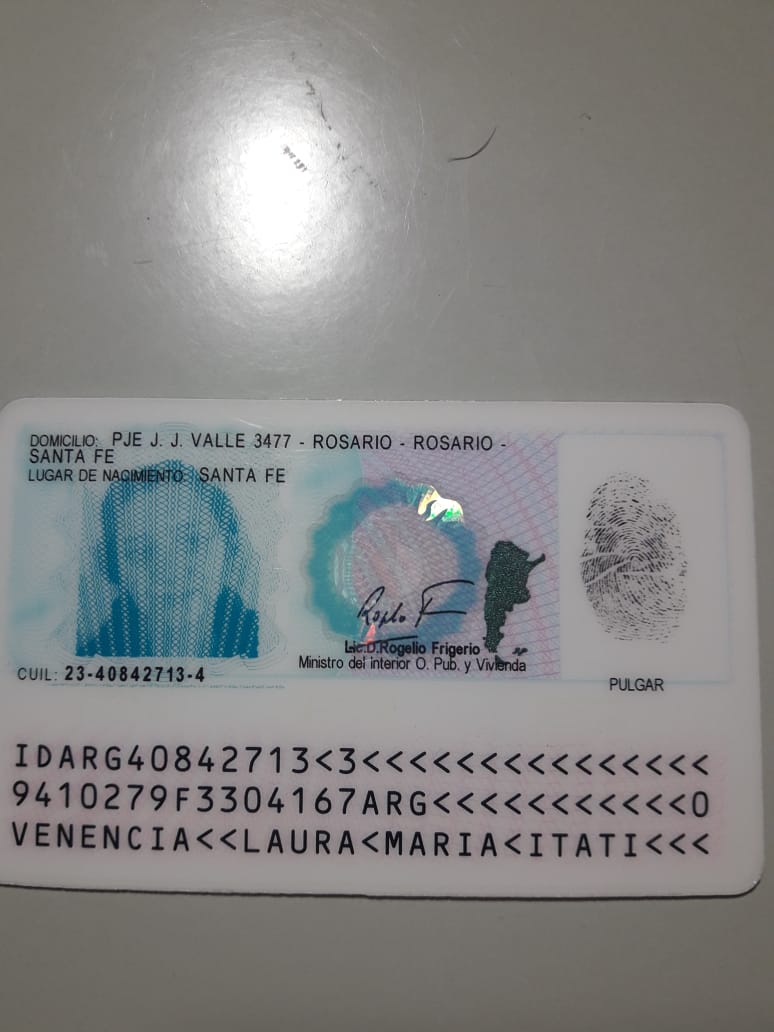 DOMICILIO: PJE J. J. VALLE 3477 - ROSARIO - ROSARIO -
SANTA FE
LUGAR DE NACIMIENTO: SANTA FE
Lic.D.Rogelio Frigerio
Ministro del interior O. Pub. y Vivienda
CUIL: 23-40842713-4
PULGAR
IDARG40842713<3<<<<<<<<<<<<<<<
9410279F3304167ARG<<<<<<<<<<<0
VENENCIA<<LAURA<MARIA<ITATI<<<